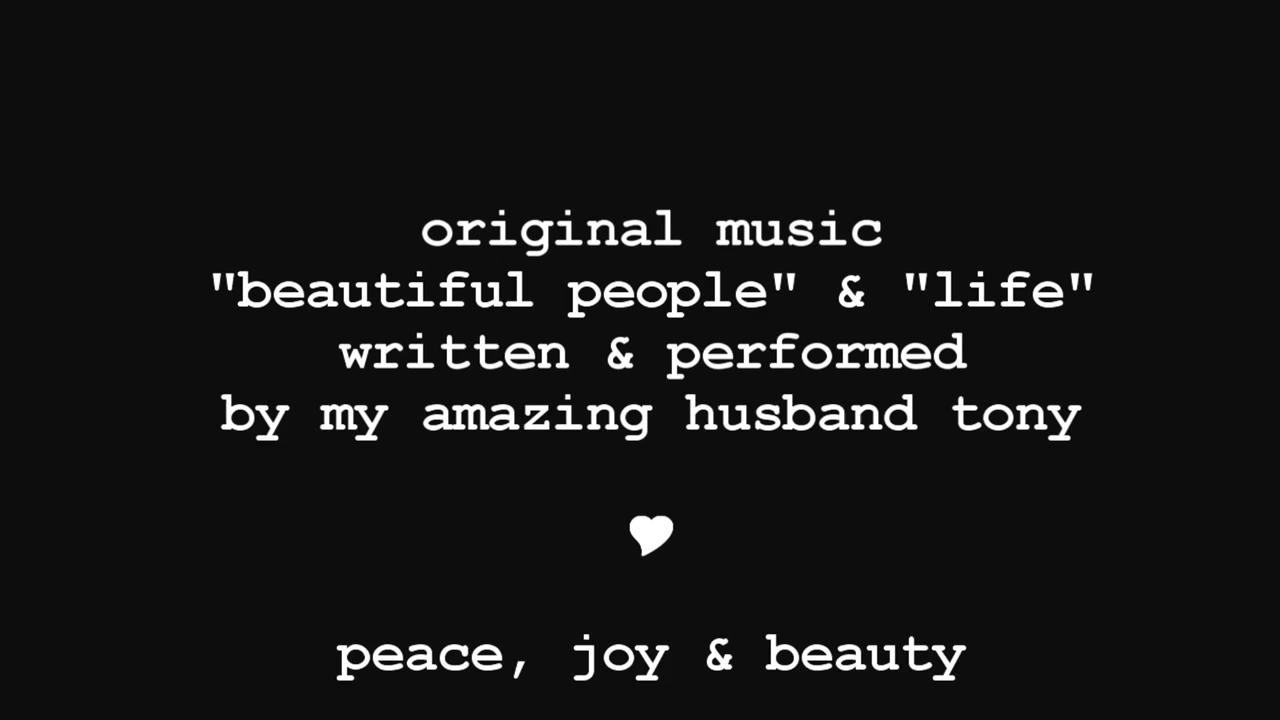 original music
"beautiful people" & "life"
written & performed
by my amazing husband tony
peace, joy & beauty